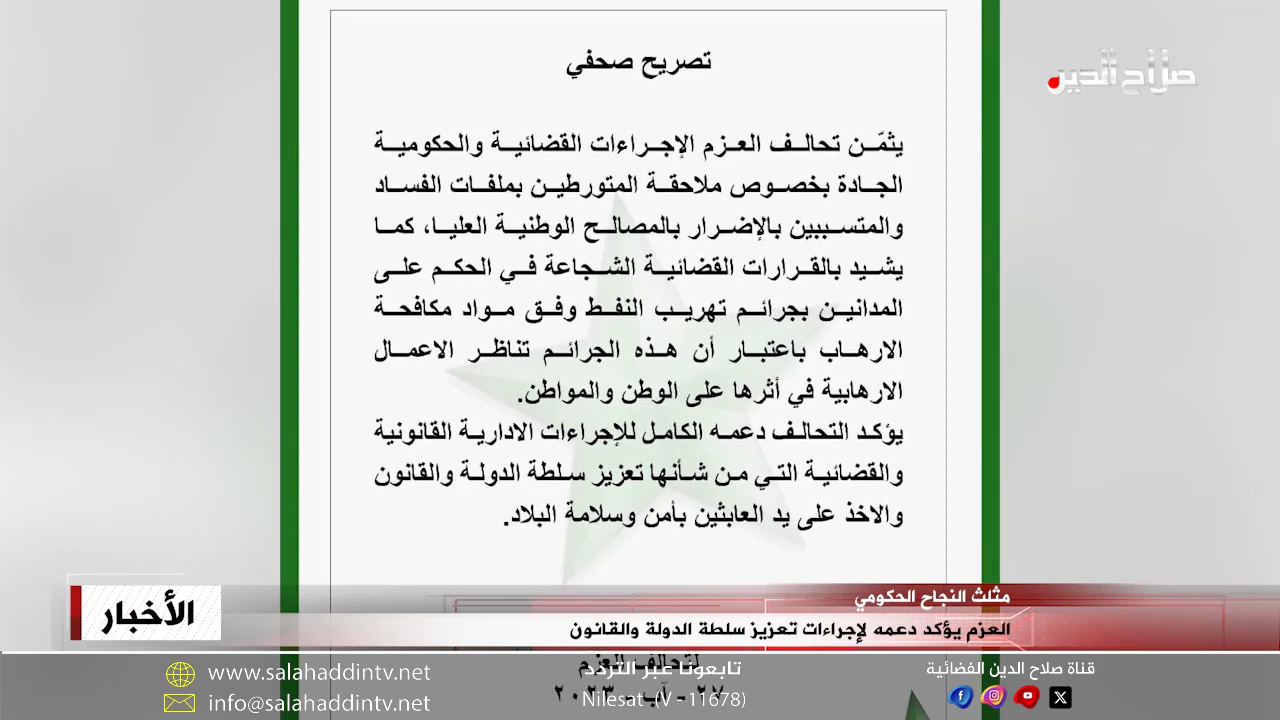 تصريح صحفي
صلاح الدين
يثمّن تحالف العزم الإجراءات القضائية والحكومية
الجادة بخصوص ملاحقة المتورطين بملفات الفساد
والمتسببين بالإضرار بالمصالح الوطنية العليا، كما
يشيد بالقرارات القضائية الشجاعة في الحكم على
المدانين بجرائم تهريب النفط وفق مواد مكافحة
الارهاب باعتبار أن هذه الجرائم تناظر الاعمال
الارهابية في أثرها على الوطن والمواطن.
يؤكد التحالف دعمه الكامل للإجراءات الادارية القانونية
والقضائية التي من شأنها تعزيز سلطة الدولة والقانون
والاخذ على يد العابثين بأمن وسلامة البلاد.
مثلث النجاح الحكومي
الأخبار
العزم يؤكد دعمه لإجراءات تعزيز سلطة الدولة والقانون
تحالف العزم
٢٧ - آب - ٢٠٢٣
قناة صلاح الدين الفضائية
تابعونا عبر التردد
Nilesat (V - 11678)
www.salahaddintv.net
info@salahaddintv.net